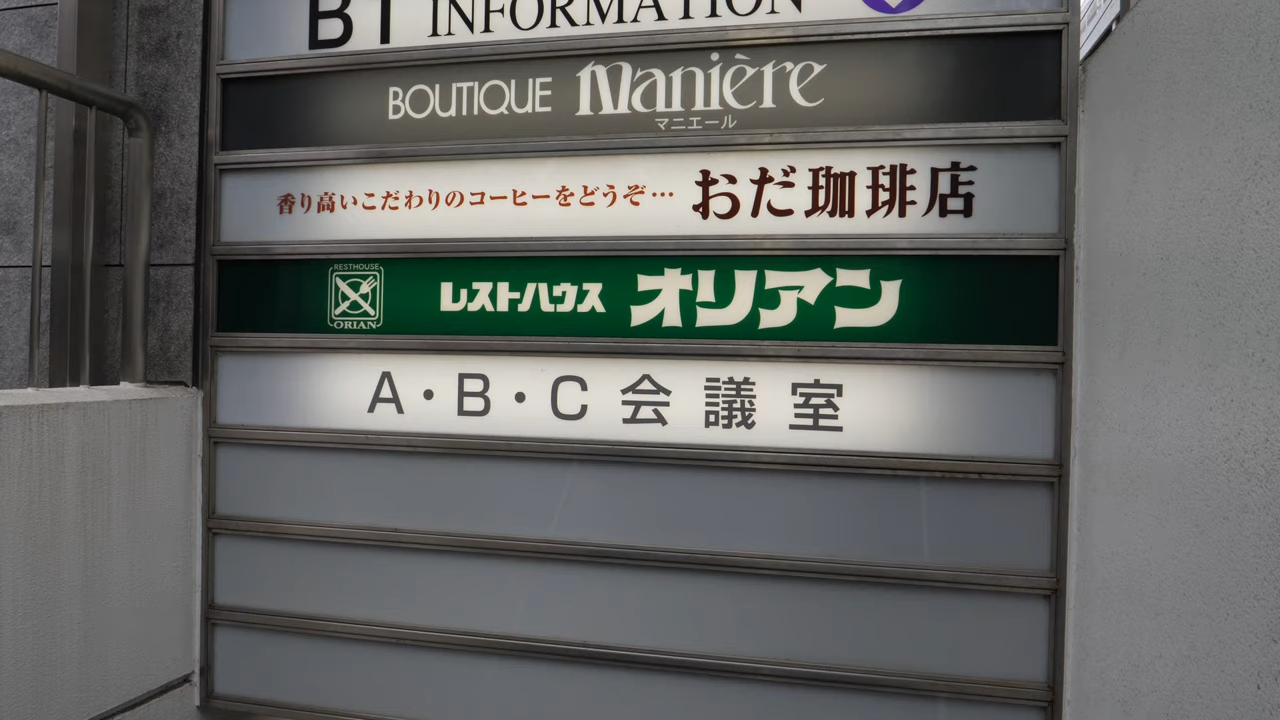 B1 INFORMATION
BOUTIQUE Manière
マニエール
香り高いこだわりのコーヒーをどうぞ… おだ珈琲店
RESTHOUSE
ORIAN
レストハウス オリアン
A・B・C 会議室